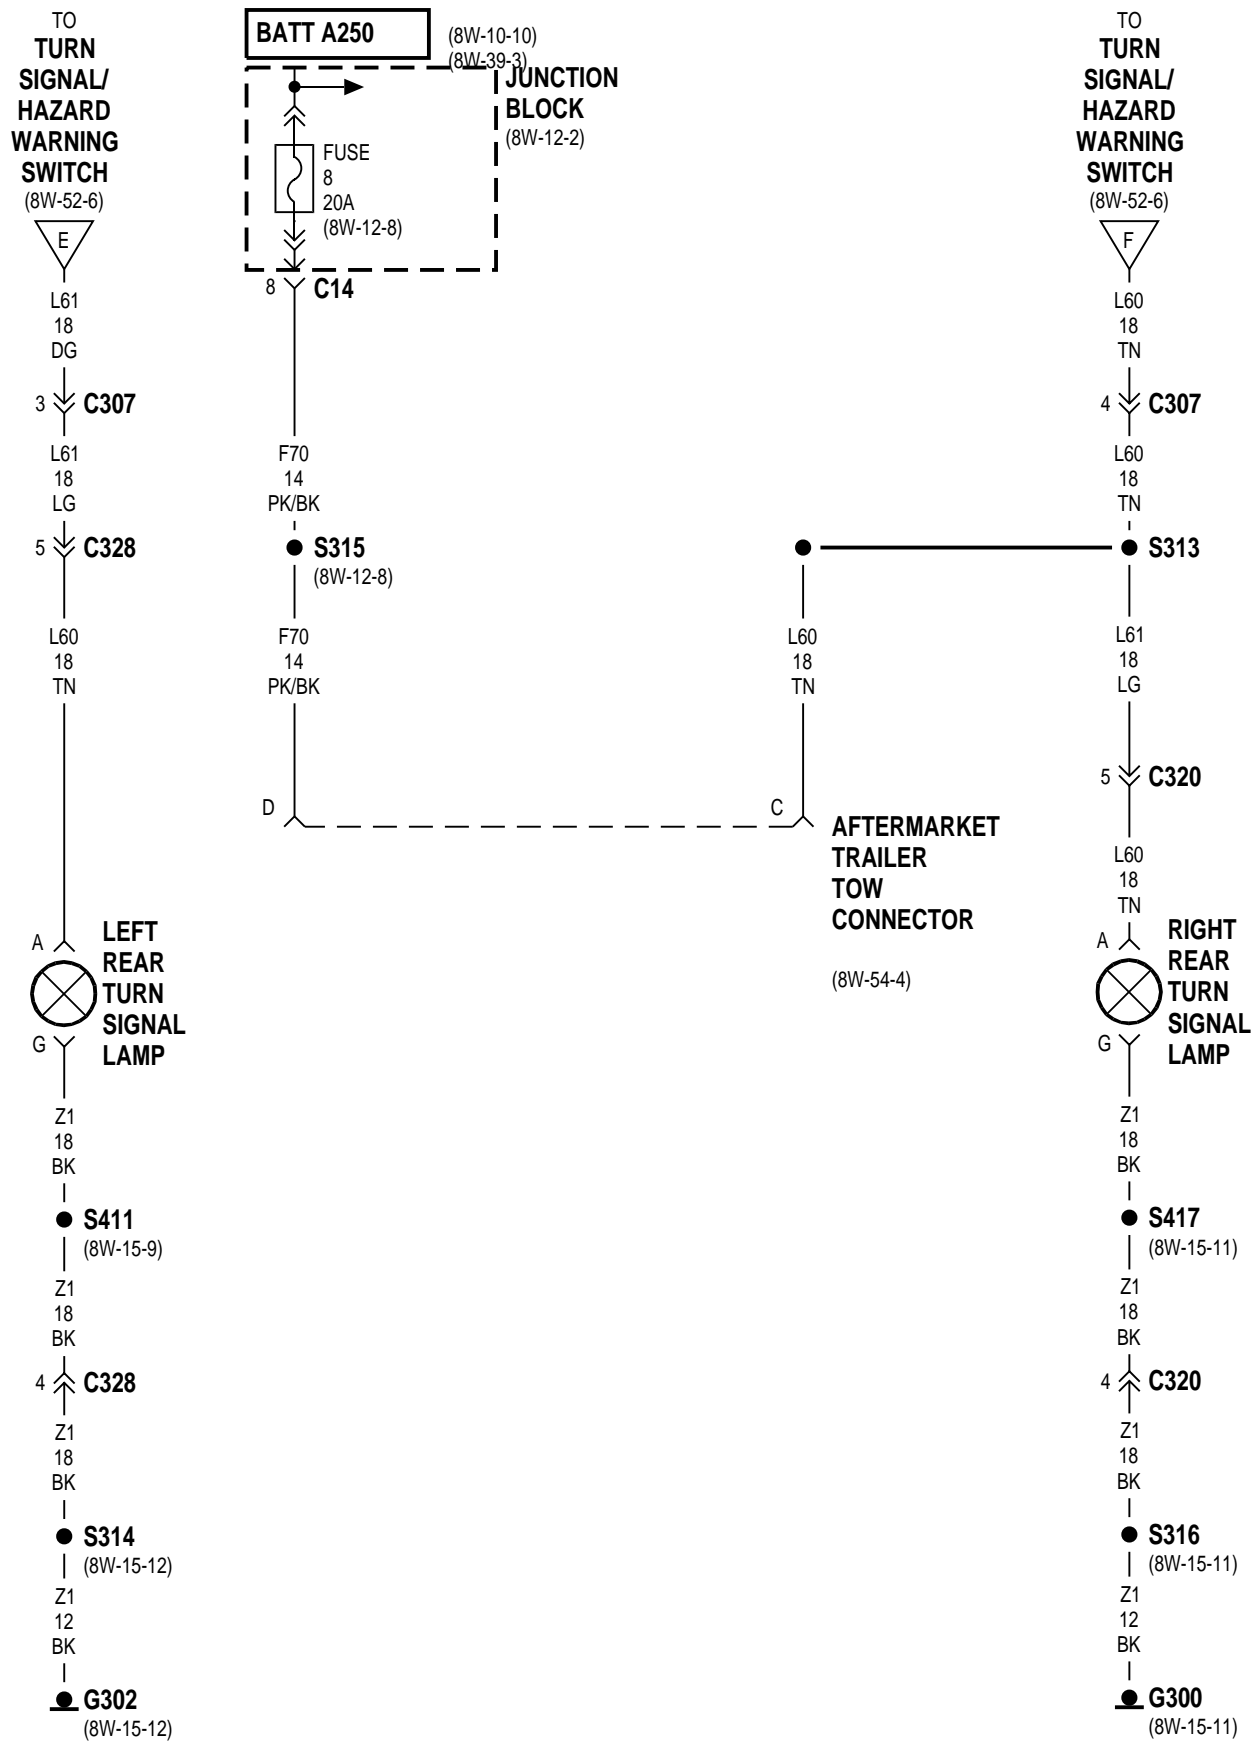 TO
TURN
SIGNAL/
HAZARD
WARNING
SWITCH
(8W-52-6)
E
L61
18
DG
3
C307
L61
18
LG
5
C328
L60
18
TN
A
LEFT
REAR
TURN
SIGNAL
LAMP
G
Z1
18
BK
S411
(8W-15-9)
Z1
18
BK
4
C328
Z1
18
BK
S314
(8W-15-12)
Z1
12
BK
G302
(8W-15-12)
BATT A250
(8W-10-10)
(8W-39-3)
JUNCTION
BLOCK
(8W-12-2)
FUSE
8
20A
(8W-12-8)
8
C14
F70
14
PK/BK
S315
(8W-12-8)
F70
14
PK/BK
D
L60
18
TN
C
AFTERMARKET
TRAILER
TOW
CONNECTOR
(8W-54-4)
TO
TURN
SIGNAL/
HAZARD
WARNING
SWITCH
(8W-52-6)
F
L60
18
TN
4
C307
L60
18
TN
S313
L61
18
LG
5
C320
L60
18
TN
A
RIGHT
REAR
TURN
SIGNAL
LAMP
G
Z1
18
BK
S417
(8W-15-11)
Z1
18
BK
4
C320
Z1
18
BK
S316
(8W-15-11)
Z1
12
BK
G300
(8W-15-11)